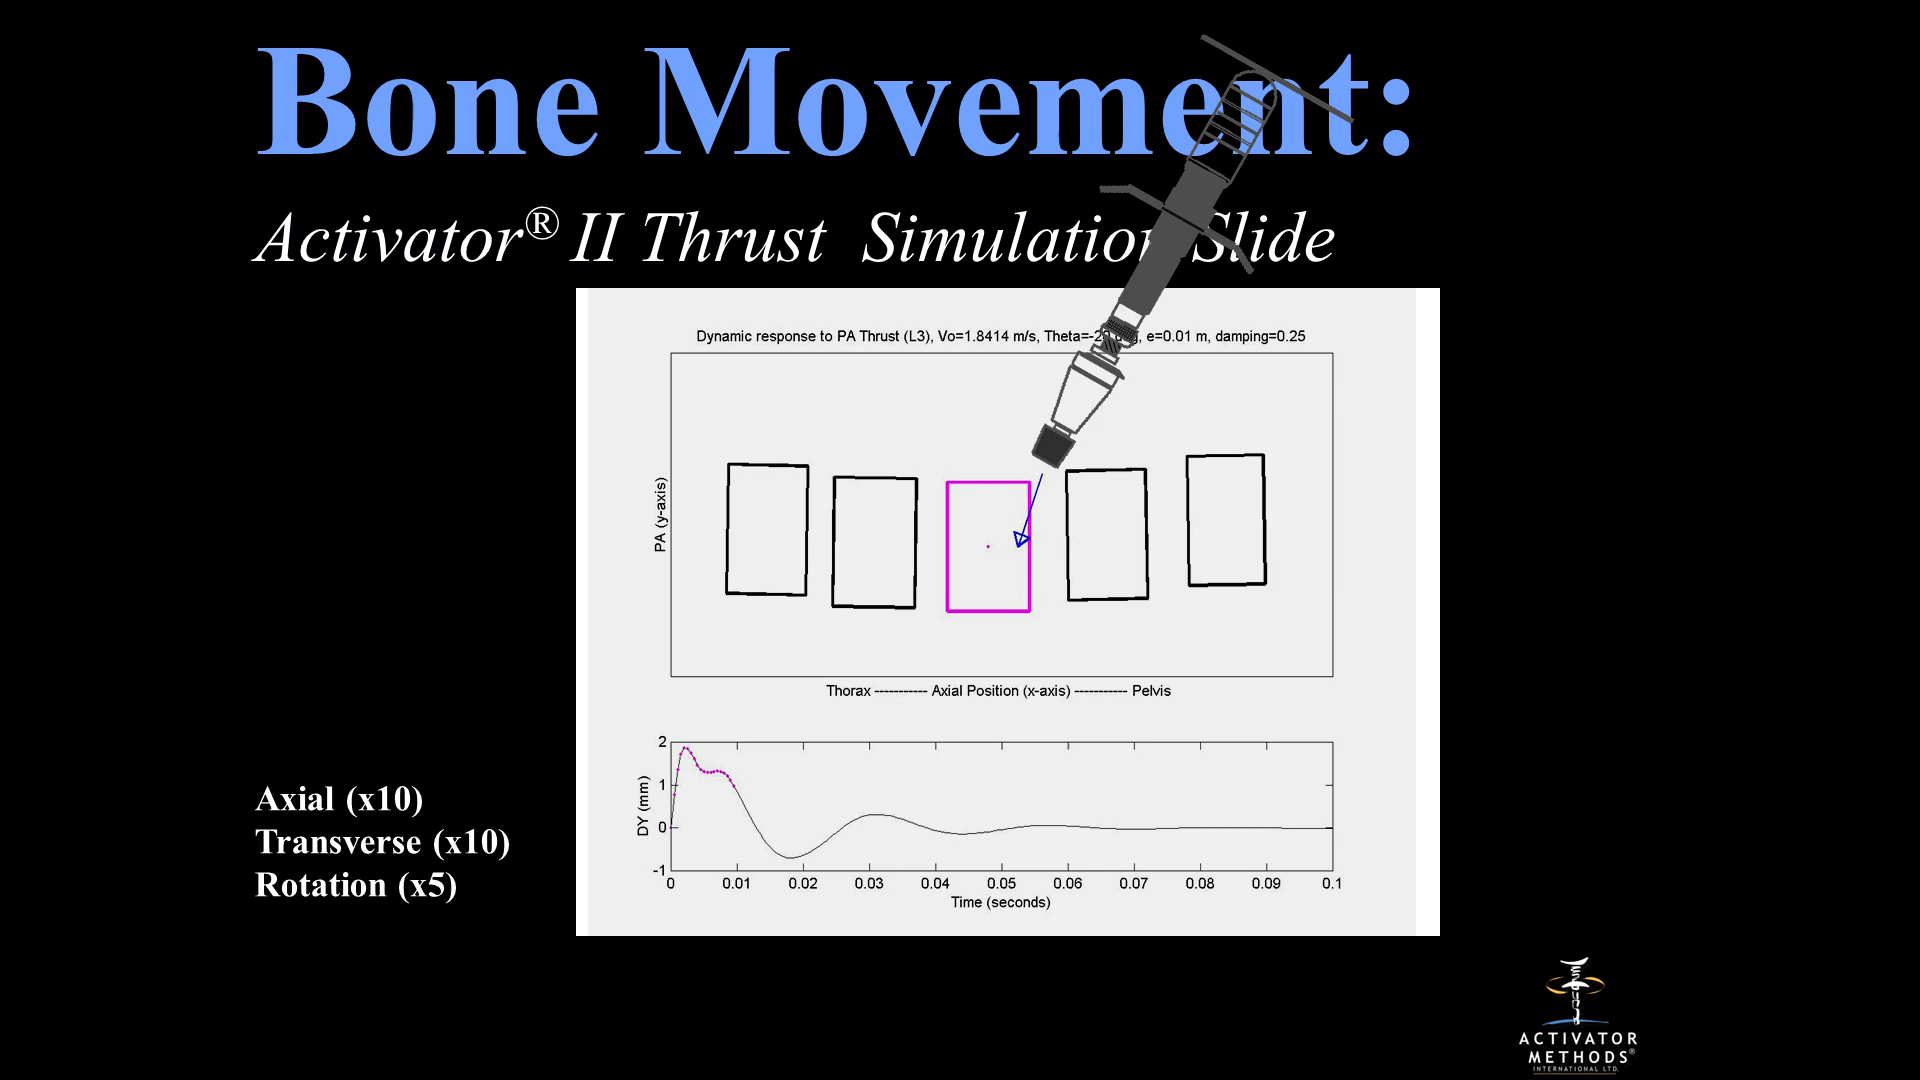 Bone Movement:
Activator® II Thrust Simulation Slide
Dynamic response to PA Thrust (L3), Vo=1.8414 m/s, Theta=-20 deg, e=0.01 m, damping=0.25
PA (y-axis)
Thorax ----------- Axial Position (x-axis) ----------- Pelvis
Axial (x10)
Transverse (x10)
Rotation (x5)
DY (mm)
2
1
0
-1
0 0.01 0.02 0.03 0.04 0.05 0.06 0.07 0.08 0.09 0.1
Time (seconds)
ACTIVATOR
METHODS®
INTERNATIONAL LTD.